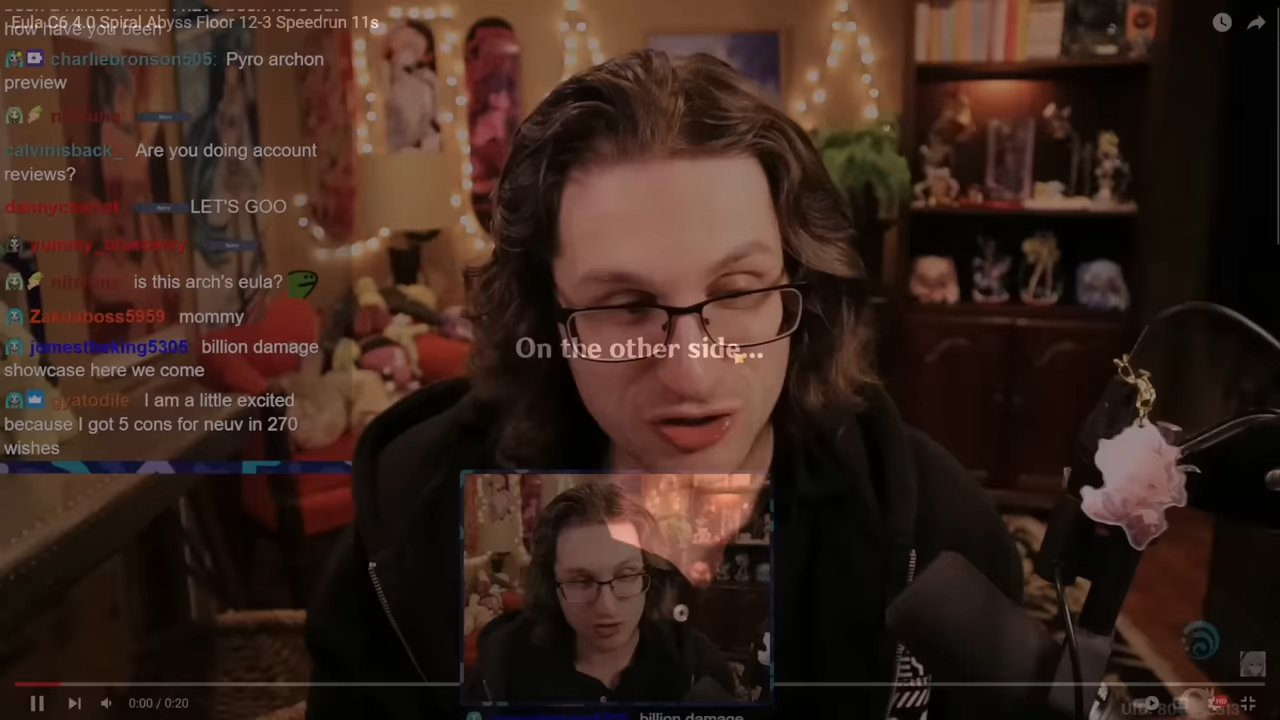 Eula C6 4.0 Spiral Abyss Floor 12-3 Speedrun 11s
how have you been
charliebronson505: Pyro archon
preview
calvinisback_ Are you doing account
reviews?
LET'S GOO
is this arch's eula?
Zakdaboss5959 mommy
jomestheking5305 billion damage
showcase here we come
gyatodile I am a little excited
because I got 5 cons for neuv in 270
wishes
On the other side...
0:00 / 0:20
HD
billion damage